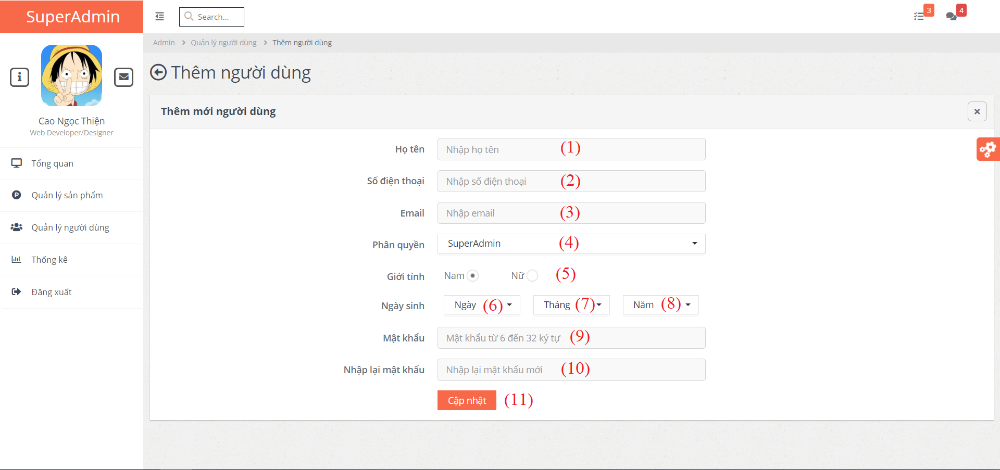 SuperAdmin
Search...
3
4
Admin > Quản lý người dùng > Thêm người dùng
Thêm người dùng
Cao Ngọc Thiện
Web Developer/Designer
Tổng quan
Quản lý sản phẩm
Quản lý người dùng
Thống kê
Đăng xuất
Thêm mới người dùng
Họ tên Nhập họ tên (1)
Số điện thoại Nhập số điện thoại (2)
Email Nhập email (3)
Phân quyền SuperAdmin (4)
Giới tính Nam Nữ (5)
Ngày sinh Ngày (6) Tháng (7) Năm (8)
Mật khẩu Mật khẩu từ 6 đến 32 ký tự (9)
Nhập lại mật khẩu Nhập lại mật khẩu mới (10)
Cập nhật (11)